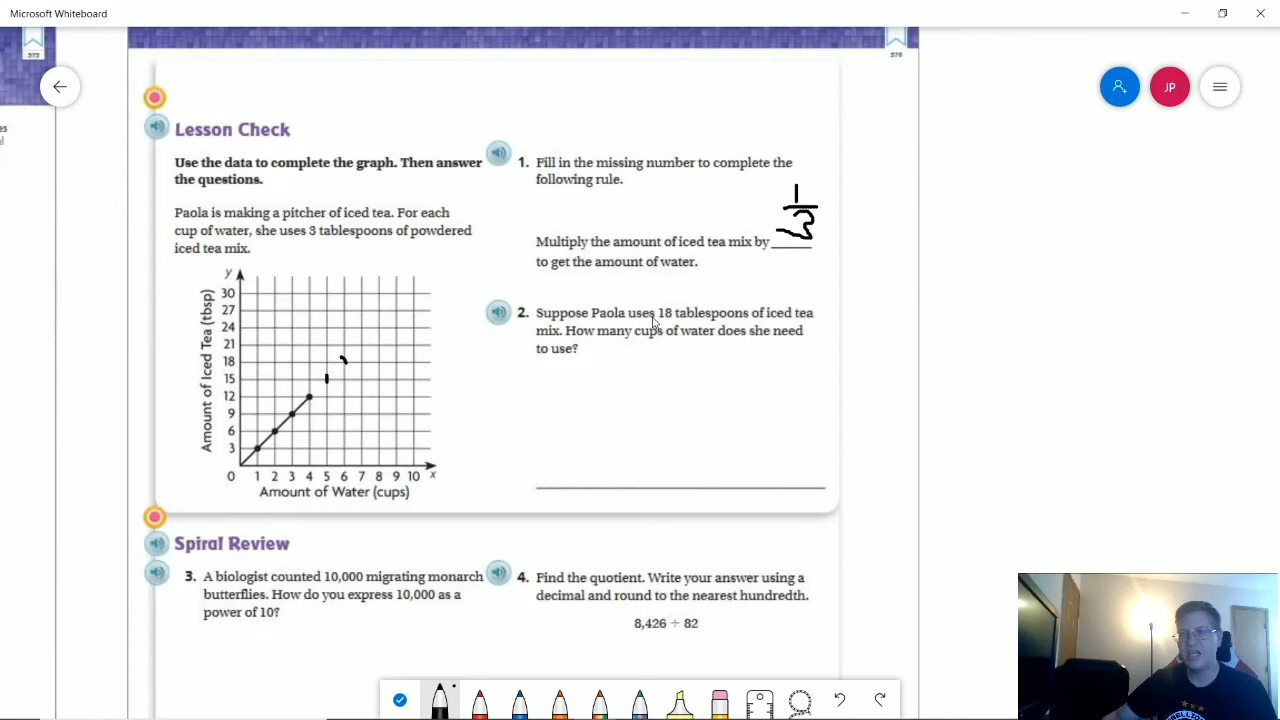 Microsoft Whiteboard
375
376
JP
Lesson Check
Use the data to complete the graph. Then answer
the questions.
Paola is making a pitcher of iced tea. For each
cup of water, she uses 3 tablespoons of powdered
iced tea mix.
y
30
27
24
21
18
15
12
9
6
3
0 1 2 3 4 5 6 7 8 9 10 x
Amount of Iced Tea (tbsp)
Amount of Water (cups)
1. Fill in the missing number to complete the
following rule.
1
3
Multiply the amount of iced tea mix by ______
to get the amount of water.
2. Suppose Paola uses 18 tablespoons of iced tea
mix. How many cups of water does she need
to use?
Spiral Review
3. A biologist counted 10,000 migrating monarch
butterflies. How do you express 10,000 as a
power of 10?
4. Find the quotient. Write your answer using a
decimal and round to the nearest hundredth.
8,426 ÷ 82